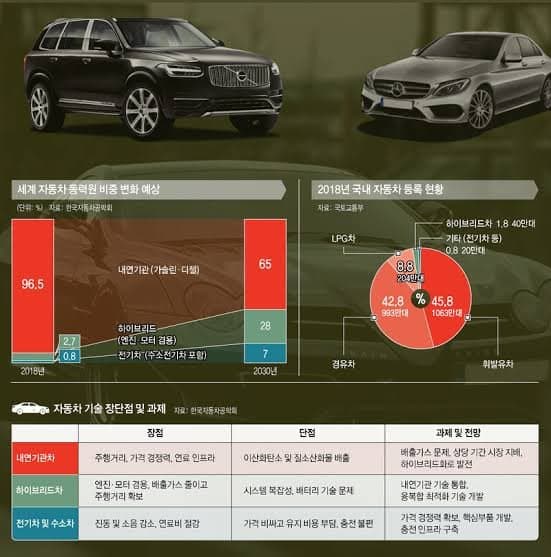 세계 자동차 동력원 비중 변화 예상
(단위: %) 자료: 한국자동차공학회
96.5
2.7
0.8
2018년
내연기관 (가솔린·디젤)
하이브리드
(엔진·모터 겸용)
전기차 (수소전기차 포함)
65
28
7
2030년
2018년 국내 자동차 등록 현황
자료: 국토교통부
하이브리드차 1.8 40만대
기타 (전기차 등)
0.8 20만대
LPG차
8.8
204만대
42.8
993만대
%
45.8
1063만대
경유차
휘발유차
자동차 기술 장단점 및 과제 자료: 한국자동차공학회
장점
단점
과제 및 전망
내연기관차
주행거리, 가격 경쟁력, 연료 인프라
이산화탄소 및 질소산화물 배출
배출가스 문제, 상당 기간 시장 지배,
하이브리드화로 발전
하이브리드차
엔진·모터 겸용, 배출가스 줄이고
주행거리 확보
시스템 복잡성, 배터리 기술 문제
내연기관 기술 통합,
융복합 최적화 기술 개발
전기차 및 수소차
진동 및 소음 감소, 연료비 절감
가격 비싸고 유지 비용 부담, 충전 불편
가격 경쟁력 확보, 핵심부품 개발,
충전 인프라 구축